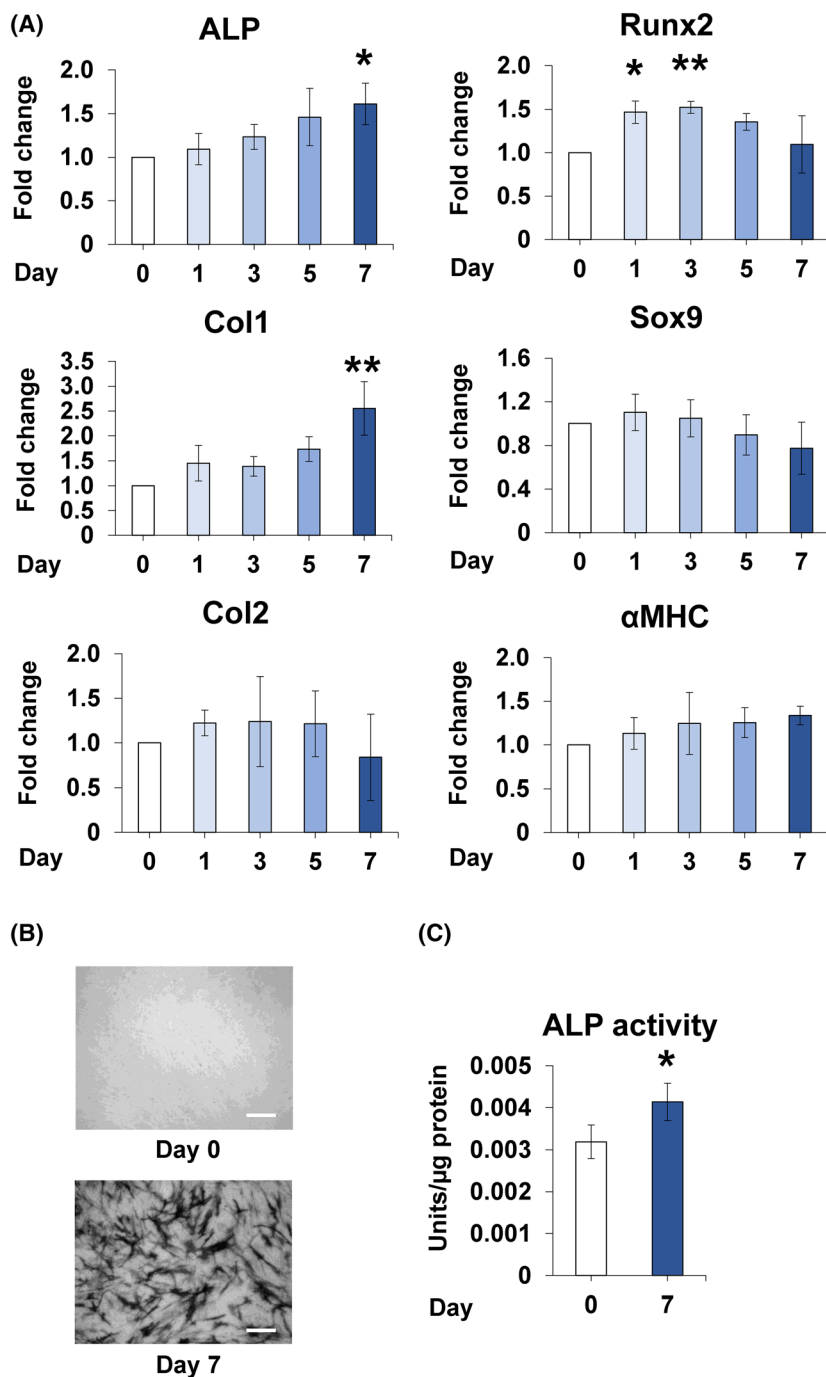 (A)
ALP
Fold change
2.0
1.5
1.0
0.5
0
*
Day 0 1 3 5 7
Runx2
Fold change
2.0
1.5
1.0
0.5
0
* **
Day 0 1 3 5 7
Col1
Fold change
3.5
3.0
2.5
2.0
1.5
1.0
0.5
0
**
Day 0 1 3 5 7
Sox9
Fold change
1.6
1.2
0.8
0.4
0
Day 0 1 3 5 7
Col2
Fold change
2.0
1.5
1.0
0.5
0
Day 0 1 3 5 7
αMHC
Fold change
2.0
1.5
1.0
0.5
0
Day 0 1 3 5 7
(B)
Day 0
Day 7
(C)
ALP activity
Units/µg protein
0.005
0.004
0.003
0.002
0.001
0
*
Day 0 7